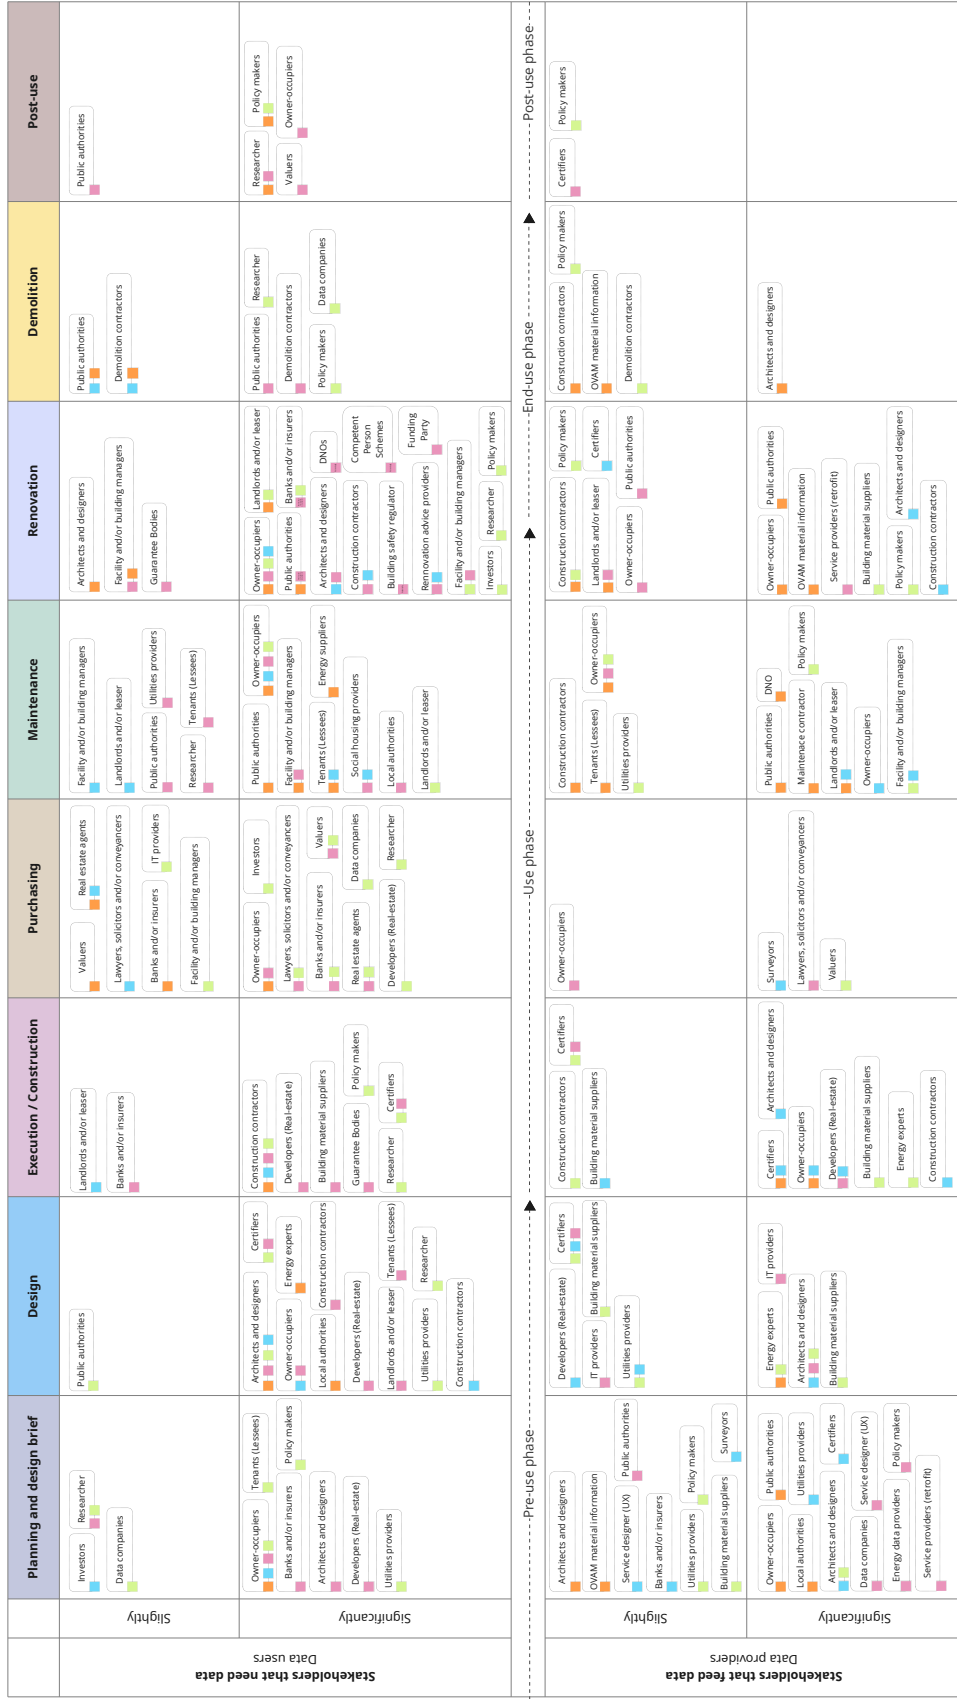 Planning and design brief
Design
Execution / Construction
Purchasing
Maintenance
Renovation
Demolition
Post-use
Stakeholders that need data
Data users
Slightly
Investors
Researcher
Data companies
Public authorities
Landlords and/or leaser
Banks and/or insurers
Valuers
Real estate agents
Lawyers, solicitors and/or conveyancers
Banks and/or insurers
IT providers
Facility and/or building managers
Facility and/or building managers
Landlords and/or leaser
Public authorities
Utilities providers
Researcher
Tenants (Lessees)
Architects and designers
Facility and/or building managers
Guarantee Bodies
Public authorities
Demolition contractors
Public authorities
Significantly
Owner-occupiers
Tenants (Lessees)
Banks and/or insurers
Policy makers
Architects and designers
Developers (Real-estate)
Utilities providers
Architects and designers
Certifiers
Owner-occupiers
Energy experts
Local authorities
Construction contractors
Developers (Real-estate)
Landlords and/or leaser
Tenants (Lessees)
Utilities providers
Researcher
Construction contractors
Construction contractors
Developers (Real-estate)
Building material suppliers
Guarantee Bodies
Policy makers
Researcher
Certifiers
Owner-occupiers
Investors
Lawyers, solicitors and/or conveyancers
Banks and/or insurers
Valuers
Real estate agents
Data companies
Developers (Real-estate)
Researcher
Public authorities
Owner-occupiers
Facility and/or building managers
Tenants (Lessees)
Energy suppliers
Social housing providers
Local authorities
Landlords and/or leaser
Owner-occupiers
Landlords and/or leaser
Public authorities
Banks and/or insurers
Architects and designers
DNOs
Construction contractors
Competent
Person
Schemes
Building safety regulator
Rennovation advice providers
Funding
Party
Facility and/or building managers
Investors
Researcher
Policy makers
Public authorities
Researcher
Demolition contractors
Policy makers
Data companies
Researcher
Policy makers
Valuers
Owner-occupiers
Pre-use phase
Use phase
End-use phase
Post-use phase
Stakeholders that feed data
Data providers
Slightly
Architects and designers
OVAM material information
Service designer (UX)
Public authorities
Banks and/or insurers
Utilities providers
Policy makers
Building material suppliers
Surveyors
Developers (Real-estate)
Certifiers
IT providers
Building material suppliers
Utilities providers
Construction contractors
Certifiers
Building material suppliers
Owner-occupiers
Construction contractors
Tenants (Lessees)
Owner-occupiers
Utilities providers
Construction contractors
Policy makers
Landlords and/or leaser
Certifiers
Owner-occupiers
Public authorities
Construction contractors
Policy makers
OVAM material information
Demolition contractors
Certifiers
Policy makers
Significantly
Owner-occupiers
Public authorities
Local authorities
Utilities providers
Architects and designers
Certifiers
Data companies
Service designer (UX)
Energy data providers
Policy makers
Service providers (retrofit)
Energy experts
IT providers
Architects and designers
Building material suppliers
Certifiers
Architects and designers
Owner-occupiers
Developers (Real-estate)
Building material suppliers
Energy experts
Construction contractors
Surveyors
Lawyers, solicitors and/or conveyancers
Valuers
Public authorities
DNO
Maintenace contractor
Policy makers
Landlords and/or leaser
Owner-occupiers
Facility and/or building managers
Owner-occupiers
Public authorities
OVAM material information
Service providers (retrofit)
Building material suppliers
Policy makers
Architects and designers
Construction contractors
Architects and designers